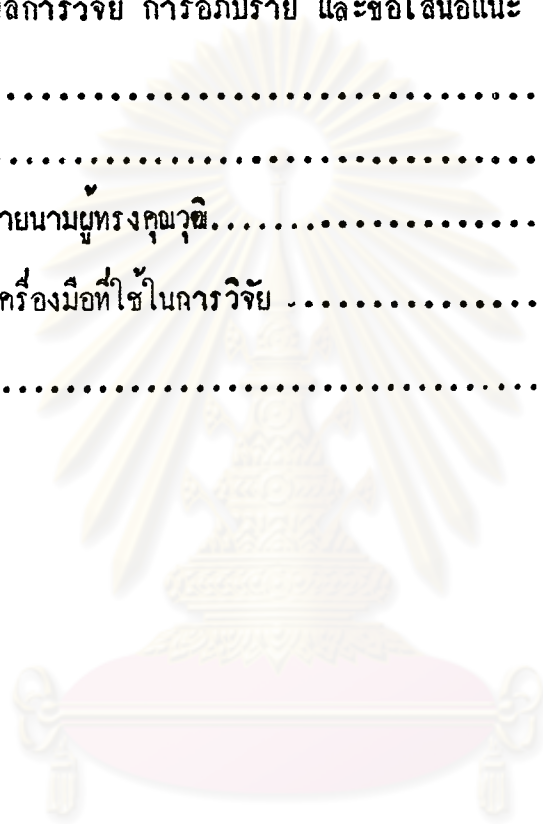 ลการวิจัย การอภิปราย และข้อเสนอแนะ
ายนามผู้ทรงคุณวุฒิ..........................
ครื่องมือที่ใช้ในการวิจัย ................